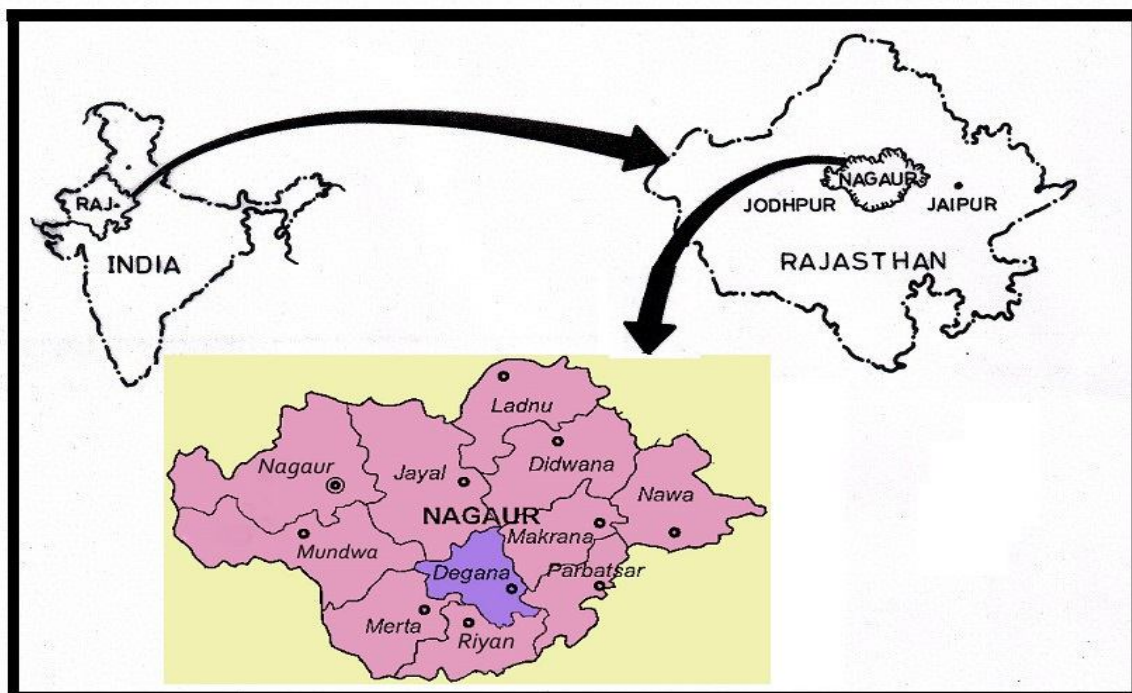 RAJ.
INDIA
NAGAUR
JODHPUR
JAIPUR
RAJASTHAN
Ladnu
Nagaur
Jayal
Didwana
Nawa
NAGAUR
Makrana
Mundwa
Degana
Parbatsar
Merta
Riyan